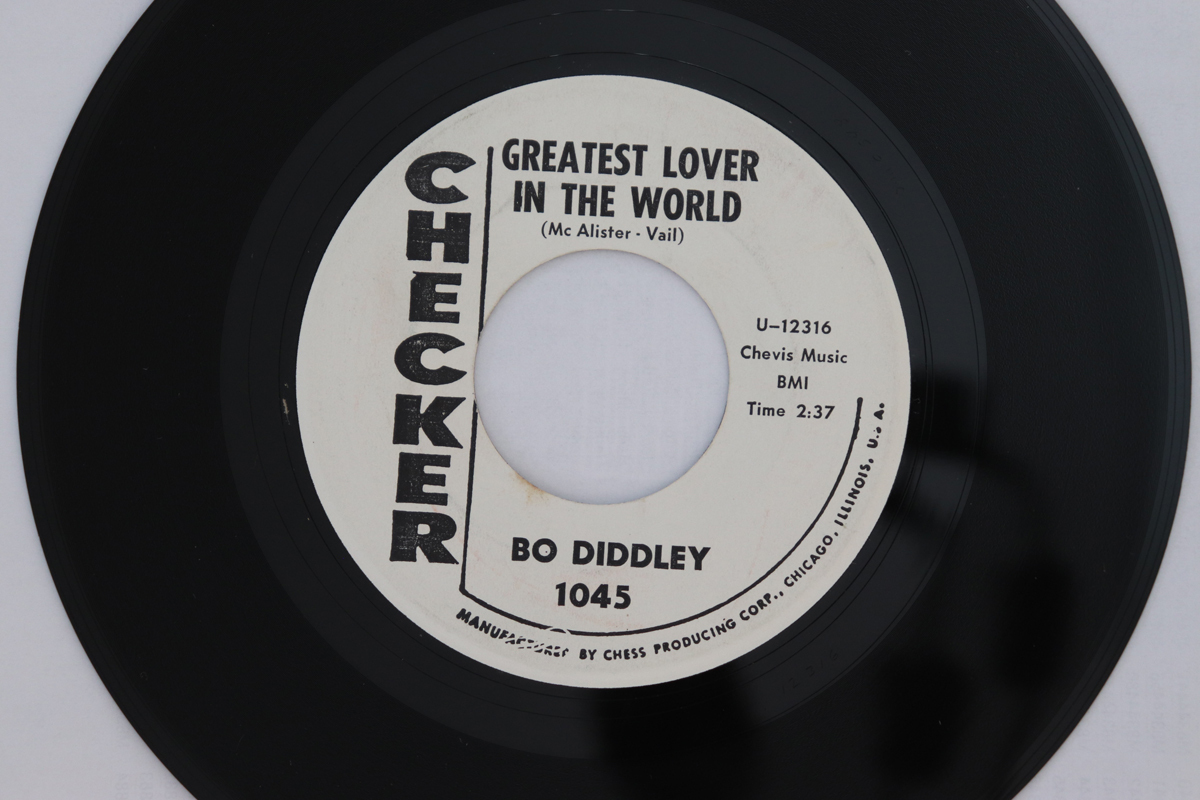 CHECKER
GREATEST LOVER
IN THE WORLD
(Mc Alister - Vail)
U-12316
Chevis Music
BMI
Time 2:37
BO DIDDLEY
1045
BY CHESS PRODUCING CORP., CHICAGO, ILLINOIS, U.S.A.